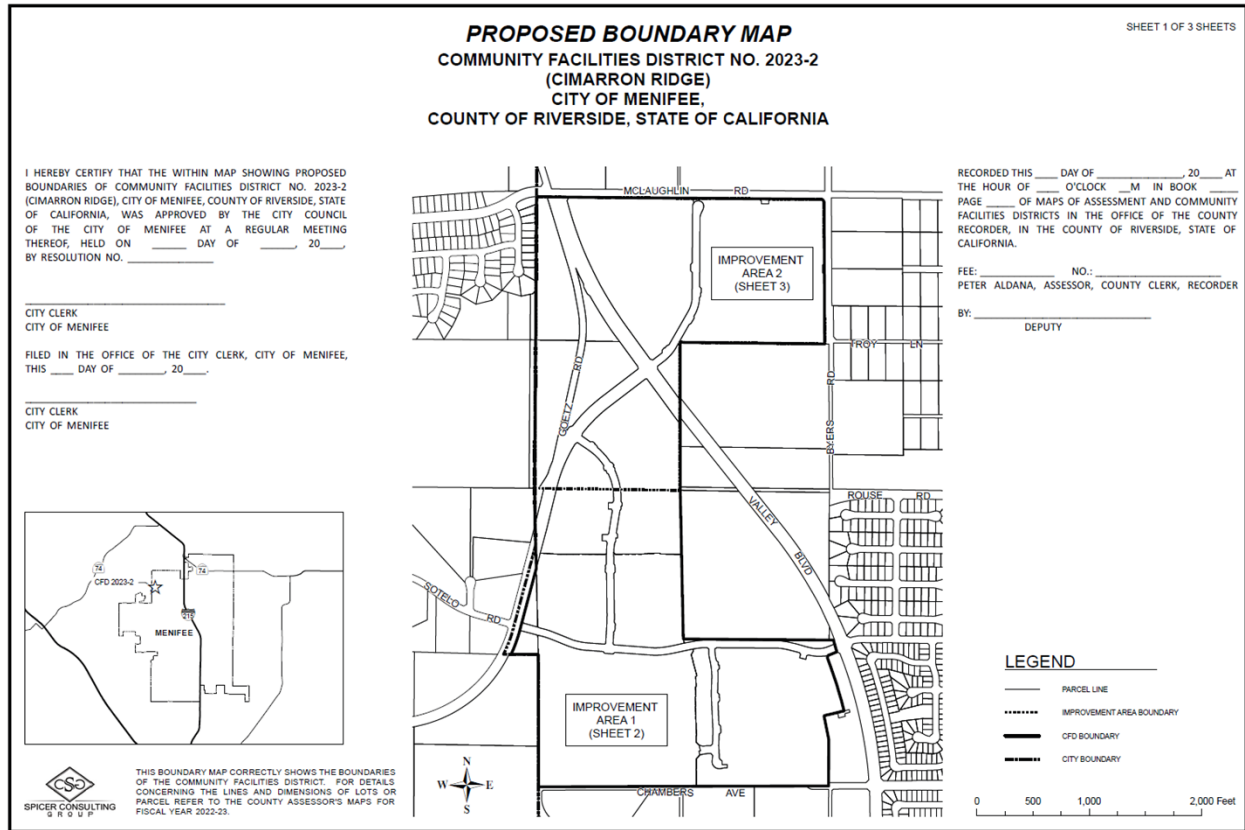 PROPOSED BOUNDARY MAP
COMMUNITY FACILITIES DISTRICT NO. 2023-2
(CIMARRON RIDGE)
CITY OF MENIFEE,
COUNTY OF RIVERSIDE, STATE OF CALIFORNIA
SHEET 1 OF 3 SHEETS
I HEREBY CERTIFY THAT THE WITHIN MAP SHOWING PROPOSED
BOUNDARIES OF COMMUNITY FACILITIES DISTRICT NO. 2023-2
(CIMARRON RIDGE), CITY OF MENIFEE, COUNTY OF RIVERSIDE, STATE
OF CALIFORNIA, WAS APPROVED BY THE CITY COUNCIL
OF THE CITY OF MENIFEE AT A REGULAR MEETING
THEREOF, HELD ON _____ DAY OF _____, 20___,
BY RESOLUTION NO. _____________
CITY CLERK
CITY OF MENIFEE
FILED IN THE OFFICE OF THE CITY CLERK, CITY OF MENIFEE,
THIS ____ DAY OF ________, 20____.
CITY CLERK
CITY OF MENIFEE
RECORDED THIS ____ DAY OF ______________, 20____ AT
THE HOUR OF ____ O'CLOCK __M IN BOOK _____
PAGE _____ OF MAPS OF ASSESSMENT AND COMMUNITY
FACILITIES DISTRICTS IN THE OFFICE OF THE COUNTY
RECORDER, IN THE COUNTY OF RIVERSIDE, STATE OF
CALIFORNIA.
FEE: ____________ NO.: ____________________
PETER ALDANA, ASSESSOR, COUNTY CLERK, RECORDER
BY: ____________________________
DEPUTY
MCLAUGHLIN RD
IMPROVEMENT
AREA 2
(SHEET 3)
TROY LN
GOETZ RD
BYERS RD
ROUSE RD
VALLEY BLVD
SOTELO RD
IMPROVEMENT
AREA 1
(SHEET 2)
CHAMBERS AVE
N
W E
S
74
74
CFD 2023-2
215
MENIFEE
LEGEND
PARCEL LINE
IMPROVEMENT AREA BOUNDARY
CFD BOUNDARY
CITY BOUNDARY
0 500 1,000 2,000 Feet
CSG
SPICER CONSULTING
GROUP
THIS BOUNDARY MAP CORRECTLY SHOWS THE BOUNDARIES
OF THE COMMUNITY FACILITIES DISTRICT. FOR DETAILS
CONCERNING THE LINES AND DIMENSIONS OF LOTS OR
PARCEL REFER TO THE COUNTY ASSESSOR'S MAPS FOR
FISCAL YEAR 2022-23.